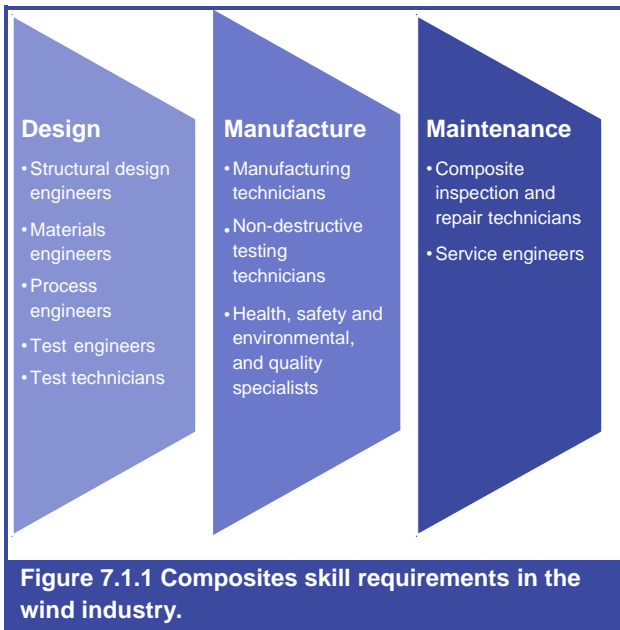 Design
• Structural design
engineers
• Materials
engineers
• Process
engineers
• Test engineers
• Test technicians
Manufacture
• Manufacturing
technicians
• Non-destructive
testing
technicians
• Health, safety and
environmental,
and quality
specialists
Maintenance
• Composite
inspection and
repair technicians
• Service engineers
Figure 7.1.1 Composites skill requirements in the
wind industry.